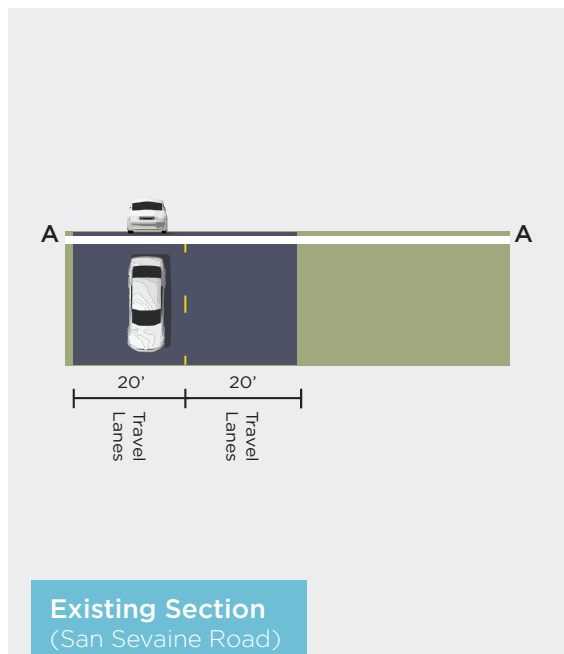 A A
20’ 20’
Travel
Lanes
Travel
Lanes
Existing Section
(San Sevaine Road)